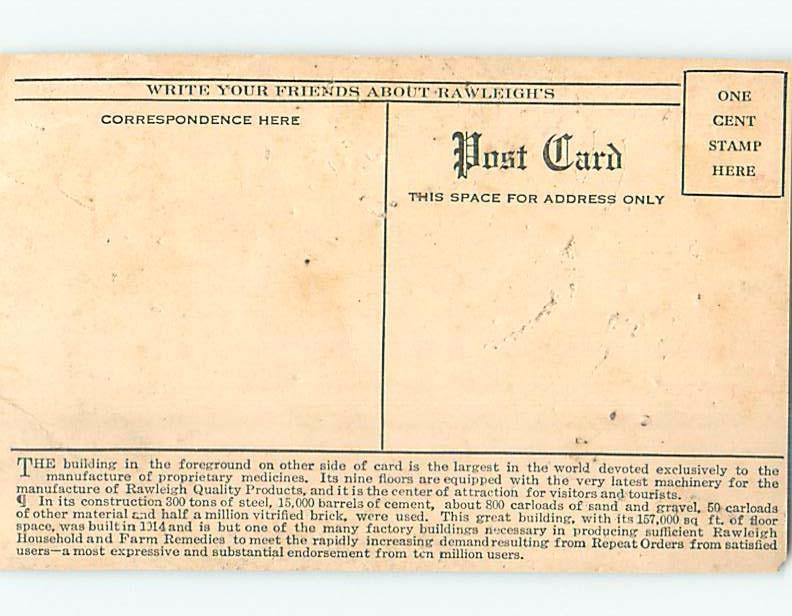 WRITE YOUR FRIENDS ABOUT RAWLEIGH'S
CORRESPONDENCE HERE
Post Card
THIS SPACE FOR ADDRESS ONLY
ONE
CENT
STAMP
HERE
THE building in the foreground on other side of card is the largest in the world devoted exclusively to the
manufacture of proprietary medicines. Its nine floors are equipped with the very latest machinery for the
manufacture of Rawleigh Quality Products, and it is the center of attraction for visitors and tourists.
¶ In its construction 300 tons of steel, 15,000 barrels of cement, about 800 carloads of sand and gravel, 50 carloads
of other material and half a million vitrified brick, were used. This great building, with its 157,000 sq ft. of floor
space, was built in 1914 and is but one of the many factory buildings necessary in producing sufficient Rawleigh
Household and Farm Remedies to meet the rapidly increasing demand resulting from Repeat Orders from satisfied
users—a most expressive and substantial endorsement from ten million users.